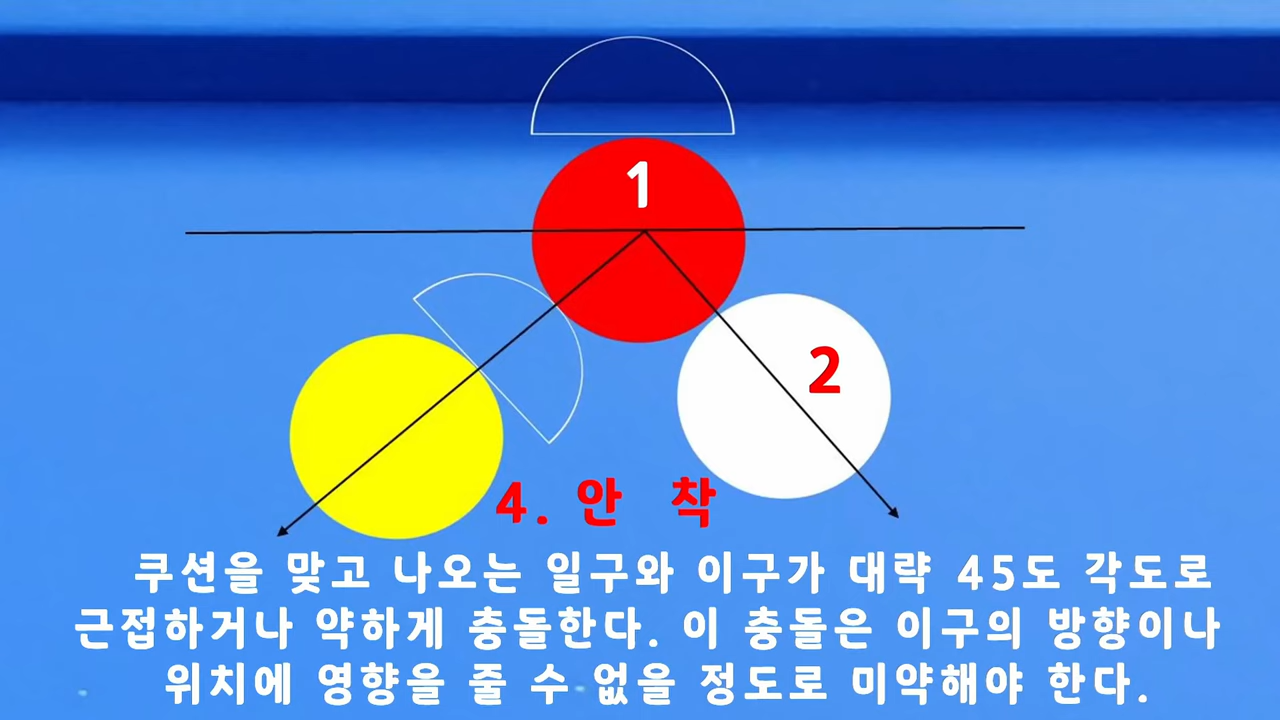 1
2
4. 안 착
쿠션을 맞고 나오는 일구와 이구가 대략 45도 각도로
근접하거나 약하게 충돌한다. 이 충돌은 이구의 방향이나
위치에 영향을 줄 수 없을 정도로 미약해야 한다.